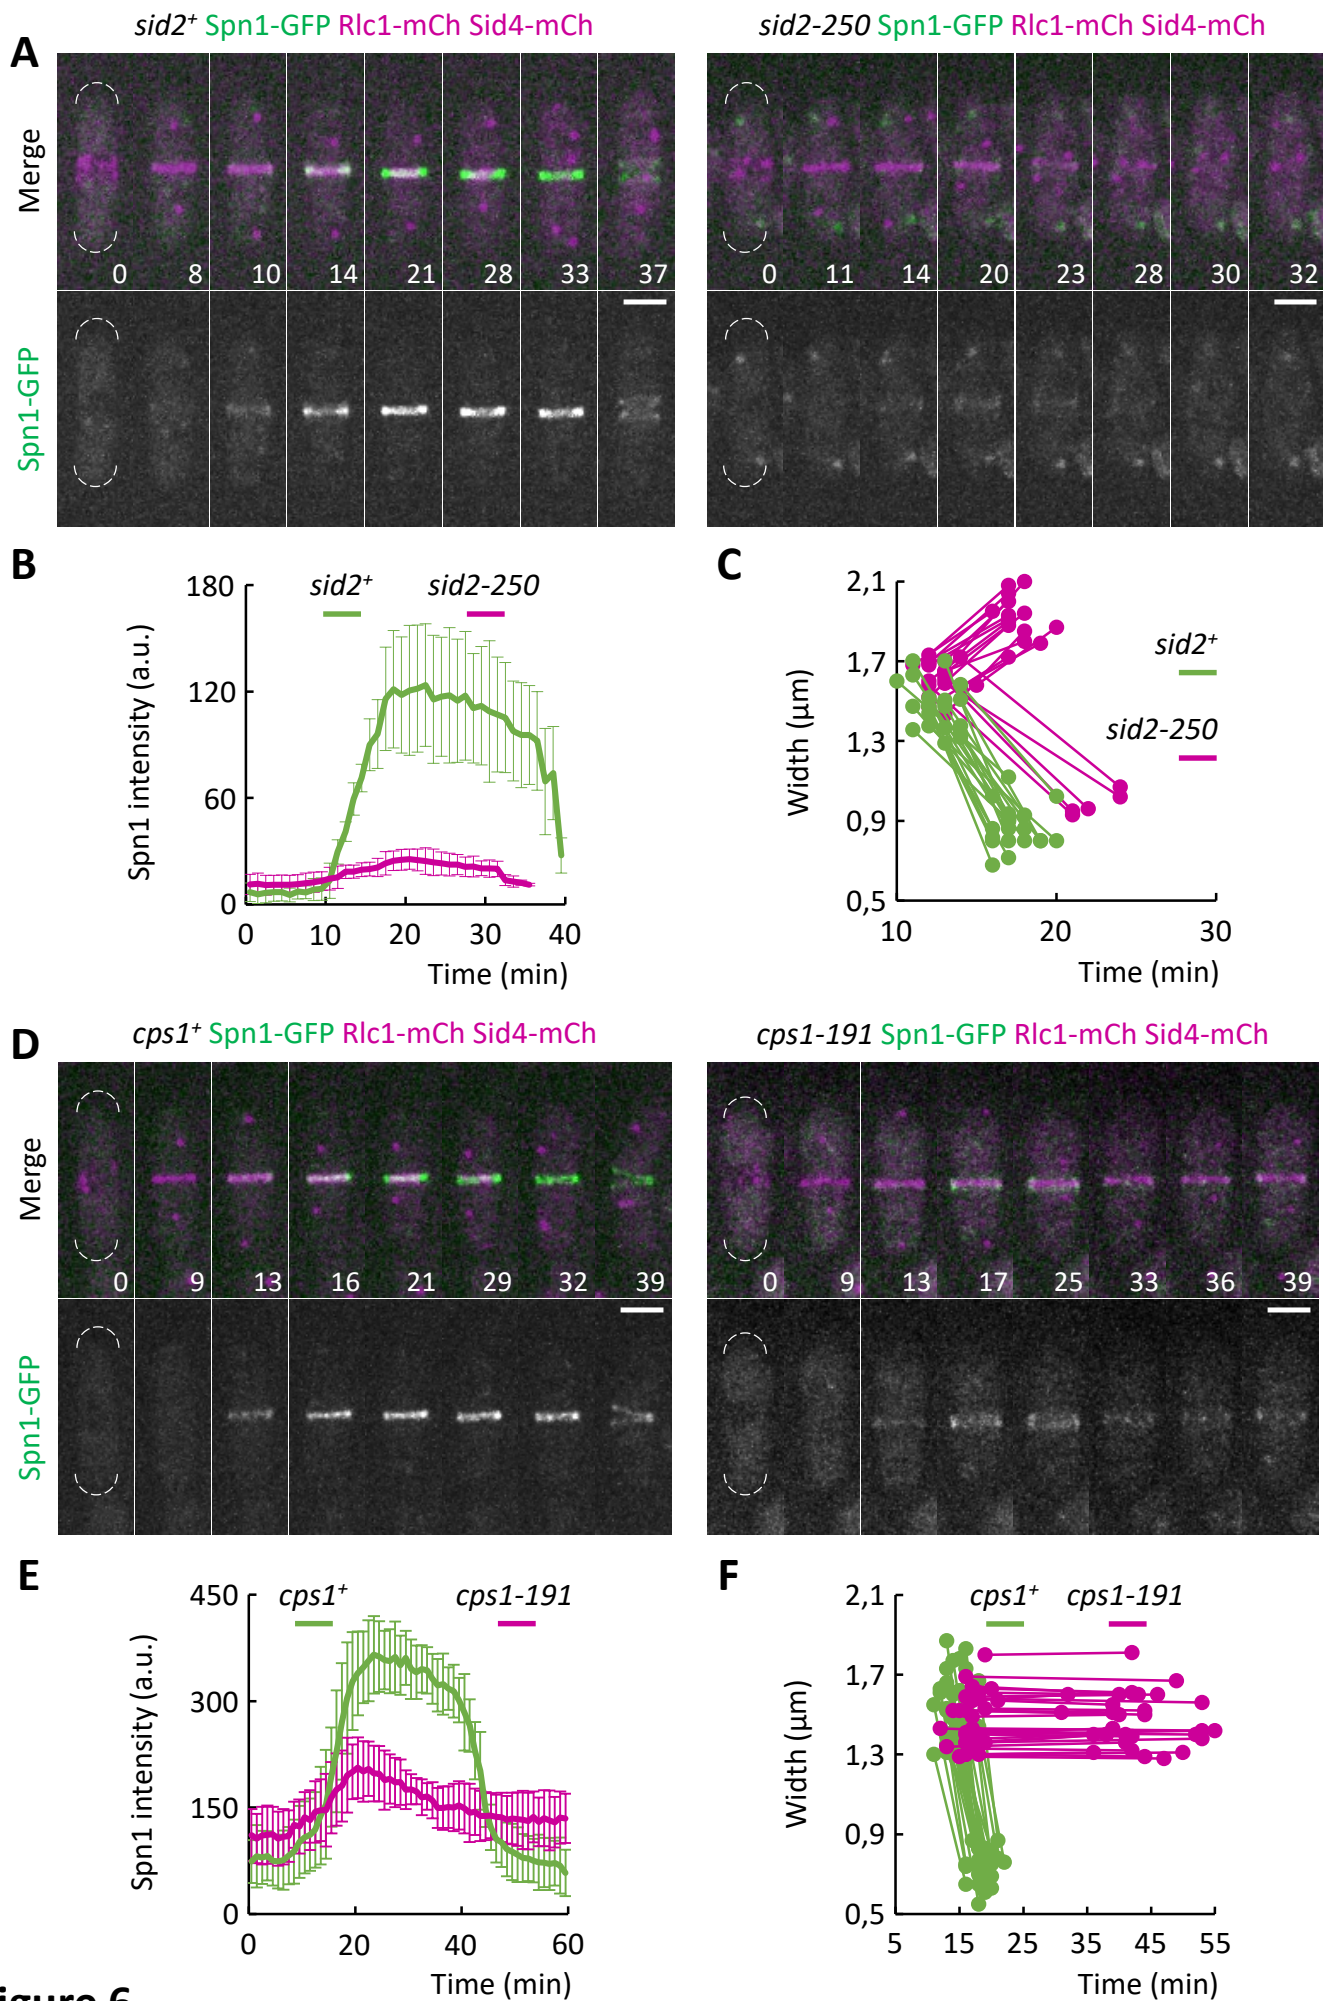 A
sid2+ Spn1-GFP Rlc1-mCh Sid4-mCh
sid2-250 Spn1-GFP Rlc1-mCh Sid4-mCh
Merge
0 8 10 14 21 28 33 37
0 11 14 20 23 28 30 32
Spn1-GFP
B
sid2+ sid2-250
Spn1 intensity (a.u.)
180
120
60
0
0 10 20 30 40
Time (min)
C
sid2+
sid2-250
Width (µm)
2,1
1,7
1,3
0,9
0,5
10 20 30
Time (min)
D
cps1+ Spn1-GFP Rlc1-mCh Sid4-mCh
cps1-191 Spn1-GFP Rlc1-mCh Sid4-mCh
Merge
0 9 13 16 21 29 32 39
0 9 13 17 25 33 36 39
Spn1-GFP
E
cps1+ cps1-191
Spn1 intensity (a.u.)
450
300
150
0
0 20 40 60
Time (min)
F
cps1+ cps1-191
Width (µm)
2,1
1,7
1,3
0,9
0,5
5 15 25 35 45 55
Time (min)
igure 6